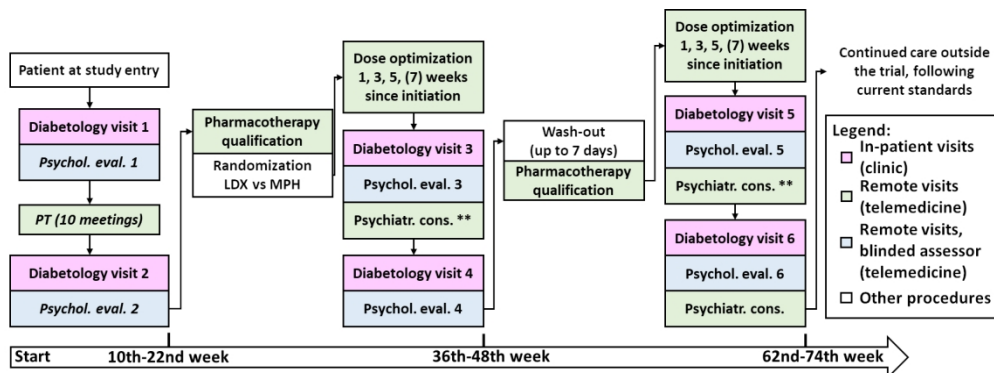 Patient at study entry
Diabetology visit 1
Psychol. eval. 1
PT (10 meetings)
Diabetology visit 2
Psychol. eval. 2
Pharmacotherapy
qualification
Randomization
LDX vs MPH
Dose optimization
1, 3, 5, (7) weeks
since initiation
Diabetology visit 3
Psychol. eval. 3
Psychiatr. cons. **
Diabetology visit 4
Psychol. eval. 4
Wash-out
(up to 7 days)
Pharmacotherapy
qualification
Dose optimization
1, 3, 5, (7) weeks
since initiation
Diabetology visit 5
Psychol. eval. 5
Psychiatr. cons. **
Diabetology visit 6
Psychol. eval. 6
Psychiatr. cons.
Continued care outside
the trial, following
current standards
Legend:
In-patient visits
(clinic)
Remote visits
(telemedicine)
Remote visits,
blinded assessor
(telemedicine)
Other procedures
Start
10th-22nd week
36th-48th week
62nd-74th week